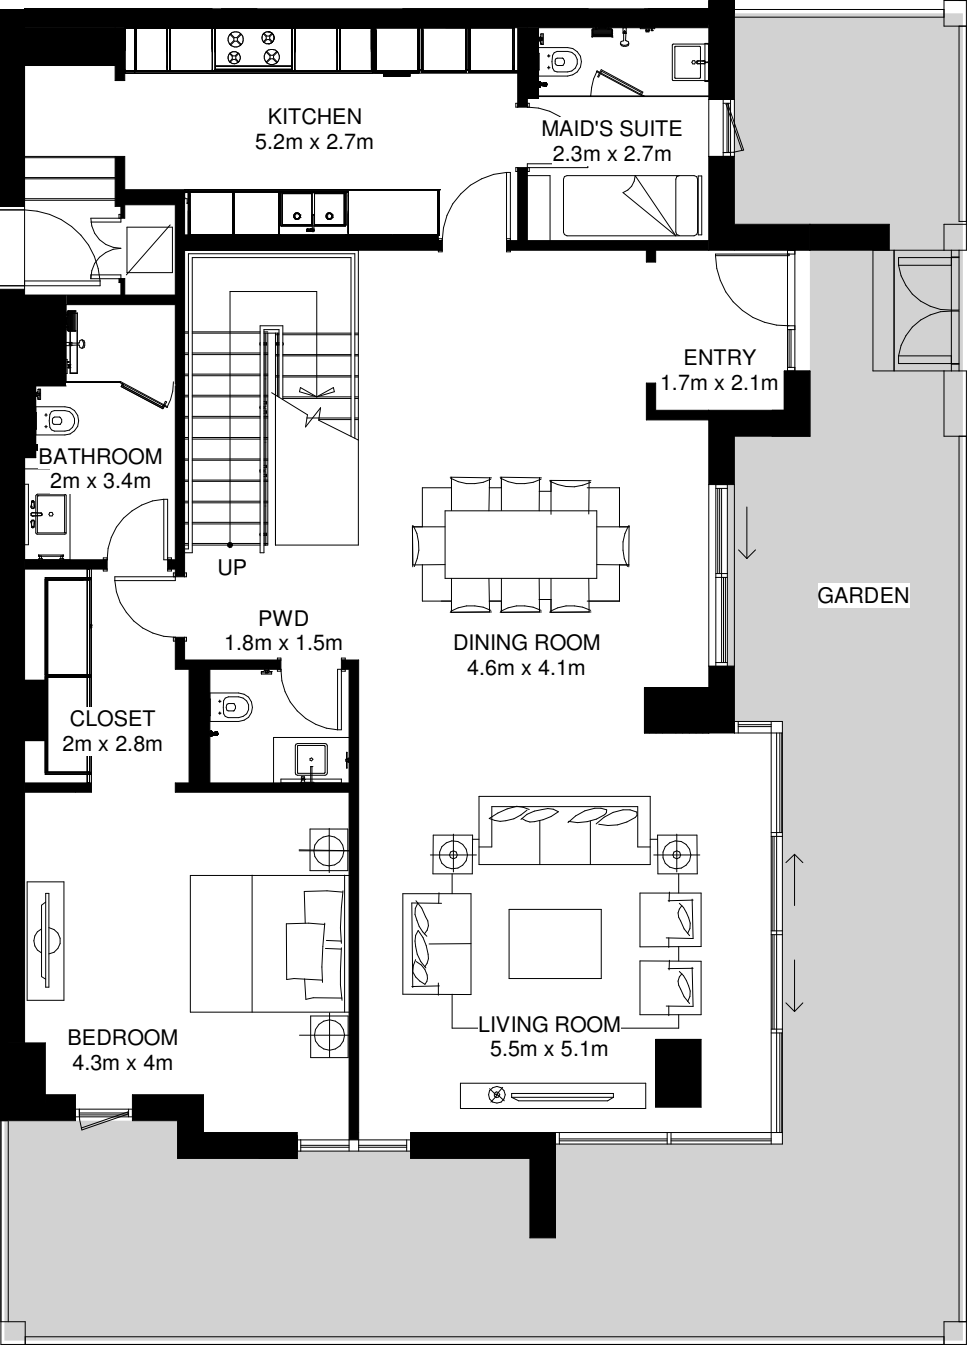 KITCHEN
5.2m x 2.7m
MAID'S SUITE
2.3m x 2.7m
ENTRY
1.7m x 2.1m
BATHROOM
2m x 3.4m
UP
PWD
1.8m x 1.5m
DINING ROOM
4.6m x 4.1m
GARDEN
CLOSET
2m x 2.8m
LIVING ROOM
5.5m x 5.1m
BEDROOM
4.3m x 4m